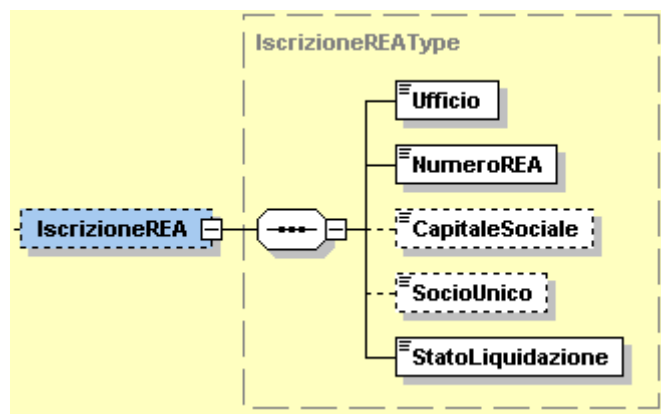 IscrizioneREAType
Ufficio
NumeroREA
IscrizioneREA
CapitaleSociale
SocioUnico
StatoLiquidazione